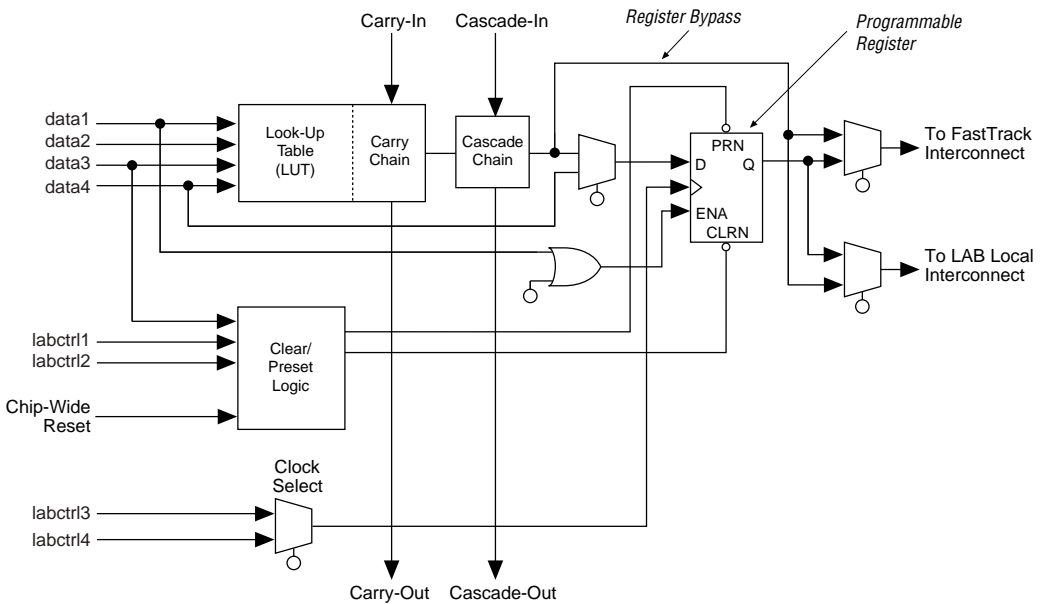 Carry-In
Cascade-In
Register Bypass
Programmable
Register
data1
data2
data3
data4
Look-Up
Table
(LUT)
Carry
Chain
Cascade
Chain
PRN
D
Q
ENA
CLRN
To FastTrack
Interconnect
To LAB Local
Interconnect
labctrl1
labctrl2
Clear/
Preset
Logic
Chip-Wide
Reset
Clock
Select
labctrl3
labctrl4
Carry-Out
Cascade-Out